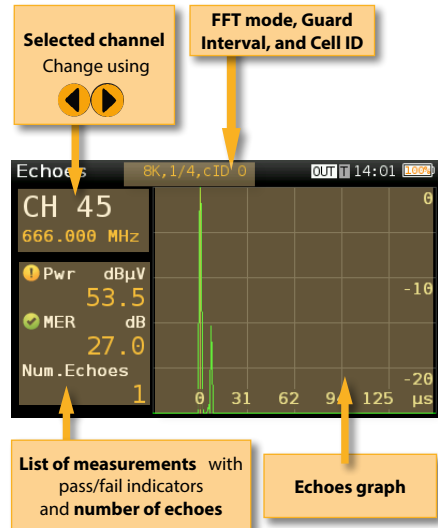 Selected channel
Change using
FFT mode, Guard
Interval, and Cell ID
Echoes
8K,1/4,cID 0
OUT T 14:01 100%
CH 45
666.000 MHz
Pwr dBµV
53.5
MER dB
27.0
Num.Echoes
1
0
-10
-20
0 31 62 9 125 µs
List of measurements with
pass/fail indicators
and number of echoes
Echoes graph